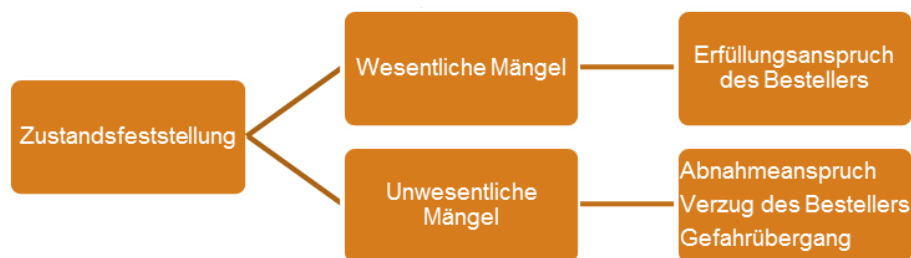 Zustandsfeststellung
Wesentliche Mängel
Erfüllungsanspruch
des Bestellers
Unwesentliche
Mängel
Abnahmeanspruch
Verzug des Bestellers
Gefahrübergang